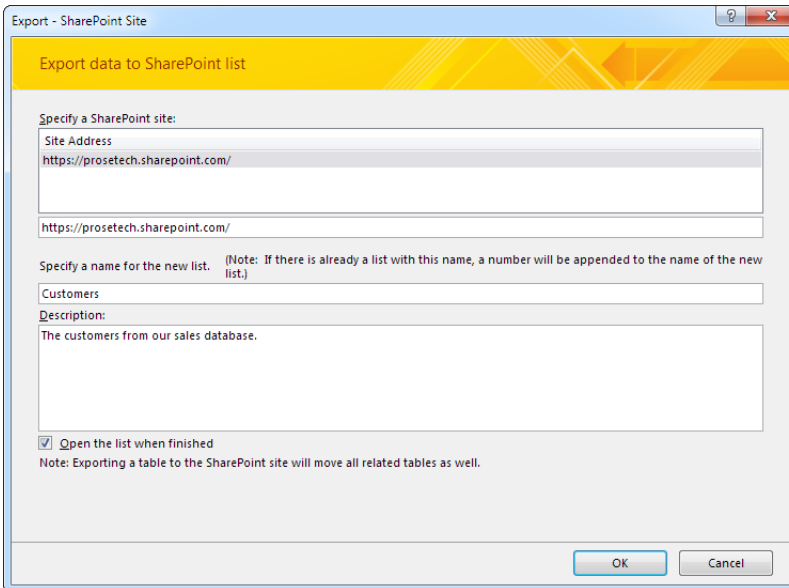 Export - SharePoint Site
Export data to SharePoint list
Specify a SharePoint site:
Site Address
https://prosetech.sharepoint.com/
https://prosetech.sharepoint.com/
Specify a name for the new list. (Note: If there is already a list with this name, a number will be appended to the name of the new
list.)
Customers
Description:
The customers from our sales database.
Open the list when finished
Note: Exporting a table to the SharePoint site will move all related tables as well.
OK Cancel